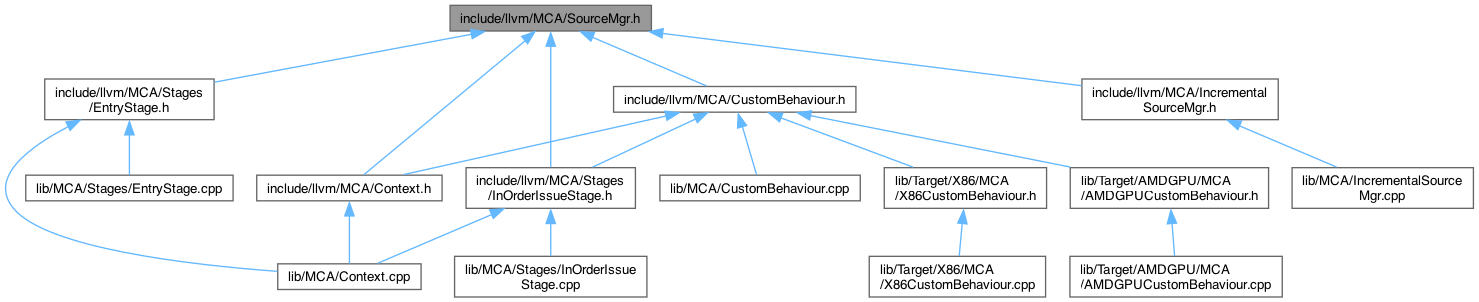 include/llvm/MCA/SourceMgr.h
include/llvm/MCA/Stages
/EntryStage.h
include/llvm/MCA/CustomBehaviour.h
include/llvm/MCA/Incremental
SourceMgr.h
lib/MCA/Stages/EntryStage.cpp
include/llvm/MCA/Context.h
include/llvm/MCA/Stages
/InOrderIssueStage.h
lib/MCA/CustomBehaviour.cpp
lib/Target/X86/MCA
/X86CustomBehaviour.h
lib/Target/AMDGPU/MCA
/AMDGPUCustomBehaviour.h
lib/MCA/IncrementalSource
Mgr.cpp
lib/MCA/Context.cpp
lib/MCA/Stages/InOrderIssue
Stage.cpp
lib/Target/X86/MCA
/X86CustomBehaviour.cpp
lib/Target/AMDGPU/MCA
/AMDGPUCustomBehaviour.cpp